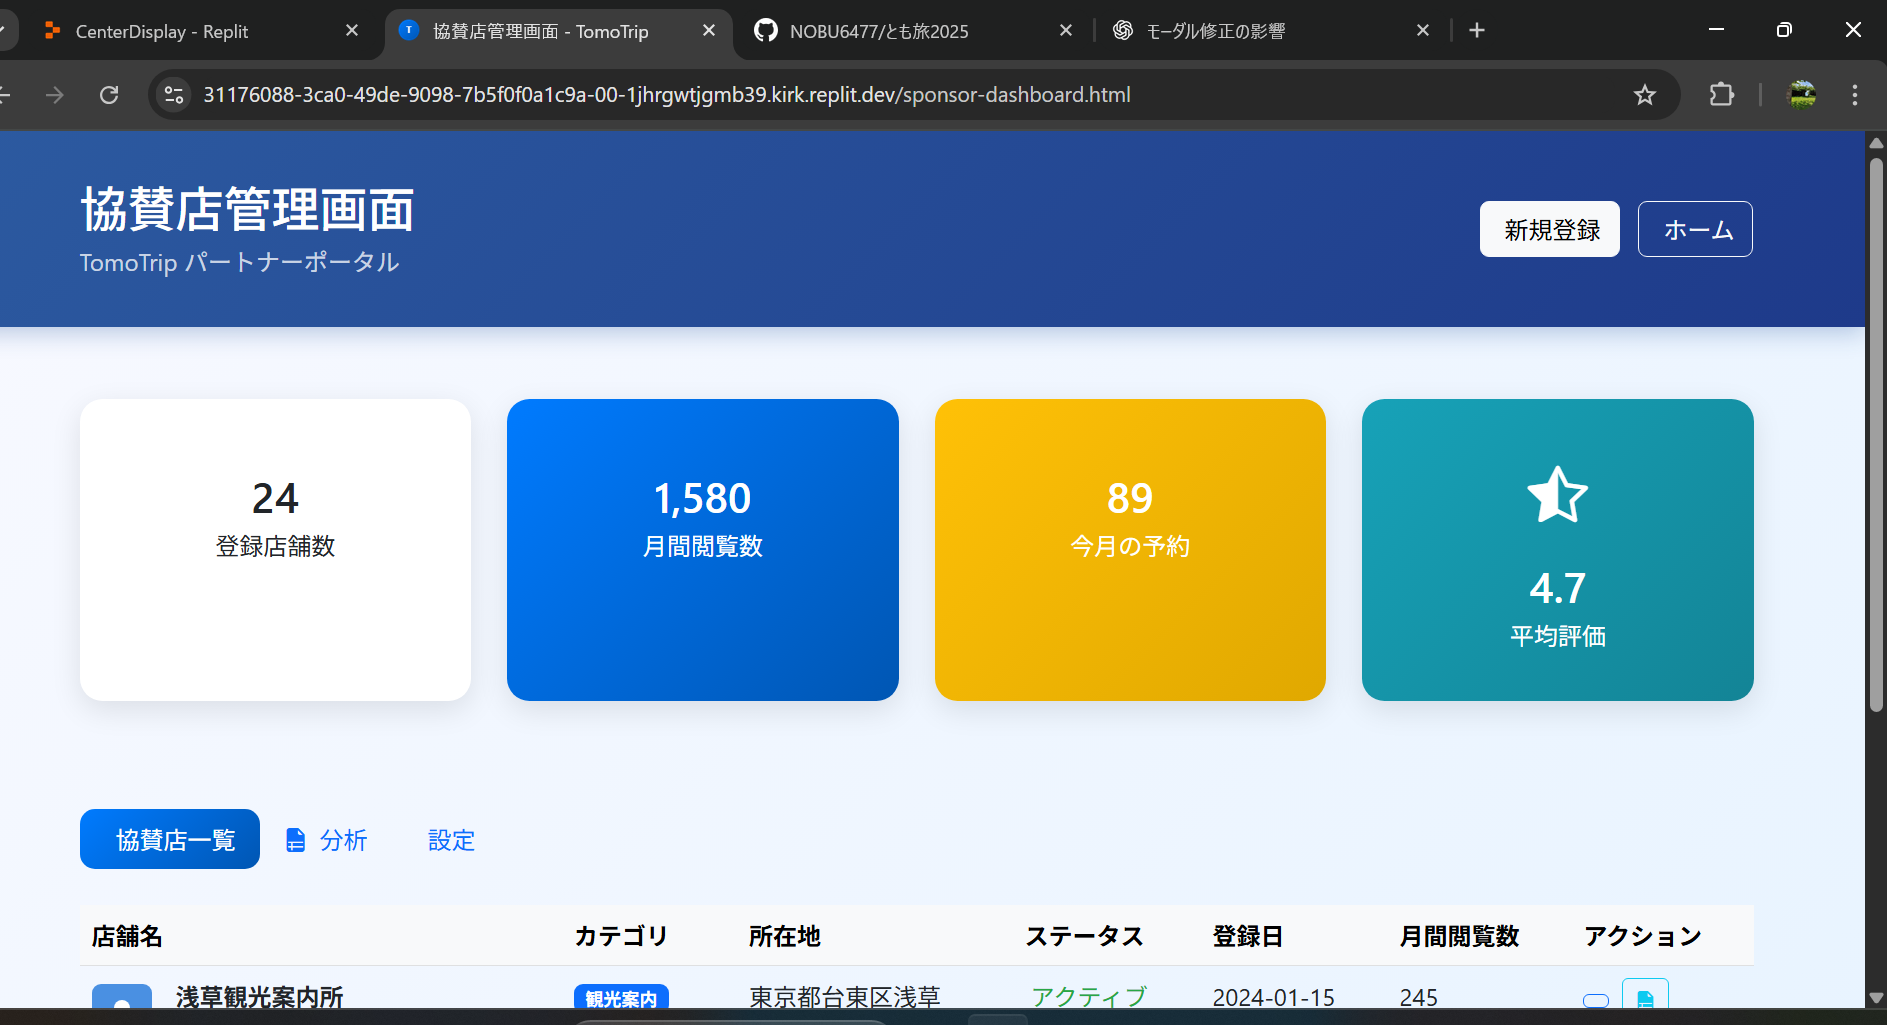 CenterDisplay - Replit
協賛店管理画面 - TomoTrip
NOBU6477/とも旅2025
モーダル修正の影響
31176088-3ca0-49de-9098-7b5f0f0a1c9a-00-1jhrgwtjgmb39.kirk.replit.dev/sponsor-dashboard.html
協賛店管理画面
TomoTrip パートナーポータル
新規登録
ホーム
24
登録店舗数
1,580
月間閲覧数
89
今月の予約
4.7
平均評価
協賛店一覧
分析
設定
店舗名 カテゴリ 所在地 ステータス 登録日 月間閲覧数 アクション
浅草観光案内所 観光案内 東京都台東区浅草 アクティブ 2024-01-15 245